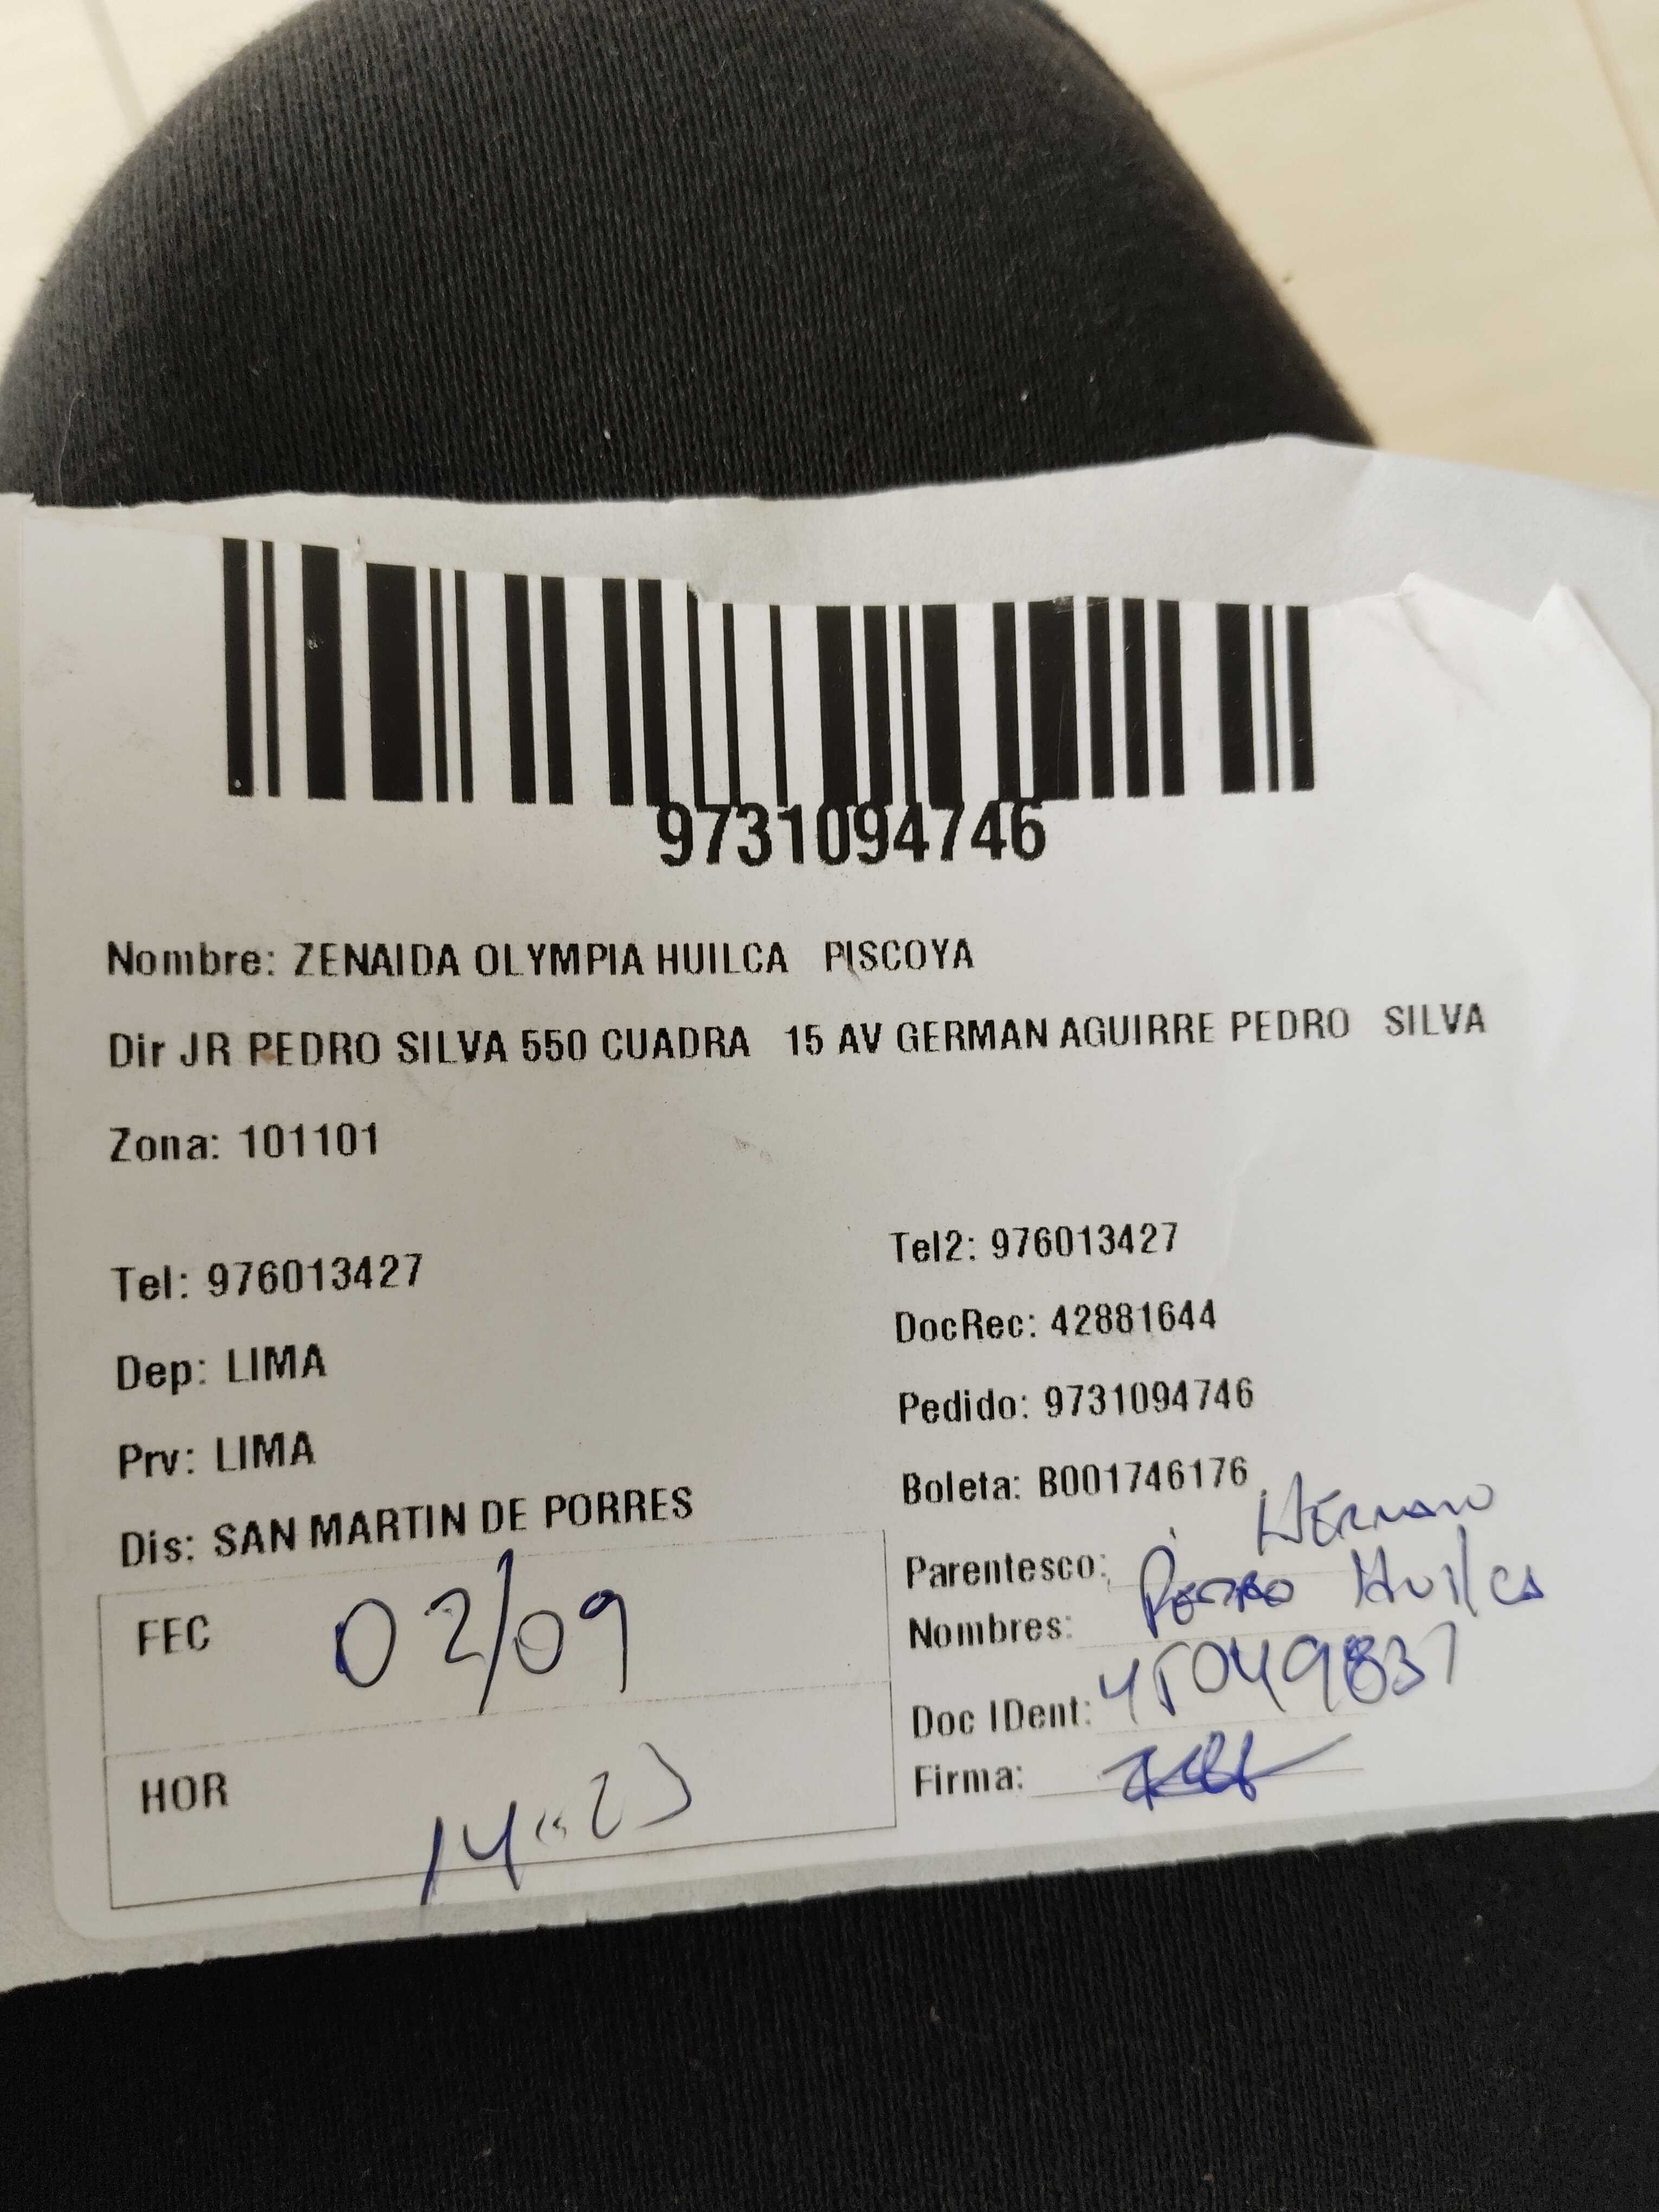 9731094746
Nombre: ZENAIDA OLYMPIA HUILCA PISCOYA
Dir JR PEDRO SILVA 550 CUADRA 15 AV GERMAN AGUIRRE PEDRO SILVA
Zona: 101101
Tel: 976013427
Tel2: 976013427
DocRec: 42881644
Dep: LIMA
Pedido: 9731094746
Prv: LIMA
Boleta: B001746176
Dis: SAN MARTIN DE PORRES
Parentesco: HERMANO
Nombres: PEDRO Huilca
FEC 02/09
Doc IDent: 45049837
HOR 14:23
Firma: